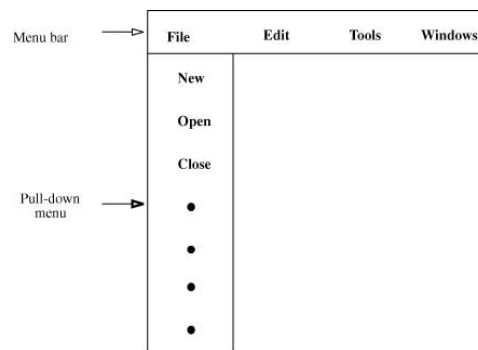 Menu bar
File Edit Tools Windows
New
Open
Close
Pull-down
menu